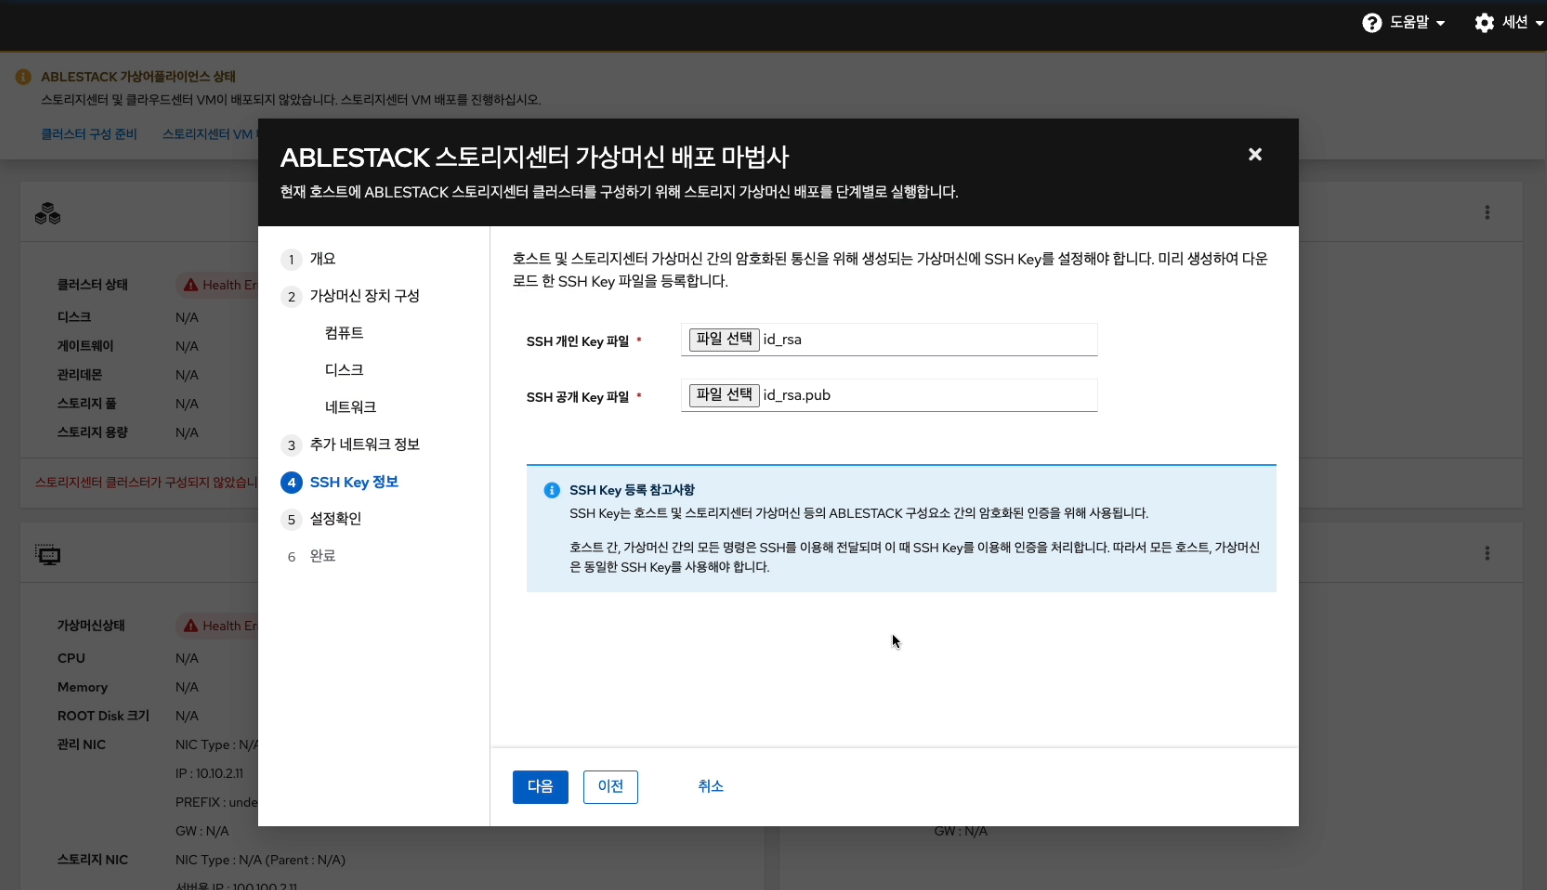 도움말
세션
ABLESTACK 가상어플라이언스 상태
스토리지센터 및 클라우드센터 VM이 배포되지 않았습니다. 스토리지센터 VM 배포를 진행하십시오.
클러스터 구성 준비
스토리지센터 VM
ABLESTACK 스토리지센터 가상머신 배포 마법사
현재 호스트에 ABLESTACK 스토리지센터 클러스터를 구성하기 위해 스토리지 가상머신 배포를 단계별로 실행합니다.
1 개요
2 가상머신 장치 구성
컴퓨트
디스크
네트워크
3 추가 네트워크 정보
4 SSH Key 정보
5 설정확인
6 완료
호스트 및 스토리지센터 가상머신 간의 암호화된 통신을 위해 생성되는 가상머신에 SSH Key를 설정해야 합니다. 미리 생성하여 다운
로드 한 SSH Key 파일을 등록합니다.
SSH 개인 Key 파일 *
파일 선택 id_rsa
SSH 공개 Key 파일 *
파일 선택 id_rsa.pub
SSH Key 등록 참고사항
SSH Key는 호스트 및 스토리지센터 가상머신 등의 ABLESTACK 구성요소 간의 암호화된 인증을 위해 사용됩니다.
호스트 간, 가상머신 간의 모든 명령은 SSH를 이용해 전달되며 이 때 SSH Key를 이용해 인증을 처리합니다. 따라서 모든 호스트, 가상머신
은 동일한 SSH Key를 사용해야 합니다.
다음
이전
취소
클러스터 상태
Health Er
디스크 N/A
게이트웨이 N/A
관리데몬 N/A
스토리지 풀 N/A
스토리지 용량 N/A
스토리지센터 클러스터가 구성되지 않았습니
가상머신상태
Health Er
CPU N/A
Memory N/A
ROOT Disk 크기 N/A
관리 NIC
NIC Type : N/A
IP : 10.10.2.11
PREFIX : unde
GW : N/A
스토리지 NIC
NIC Type : N/A (Parent : N/A)
서버용 IP : 100.100.2.11
GW : N/A